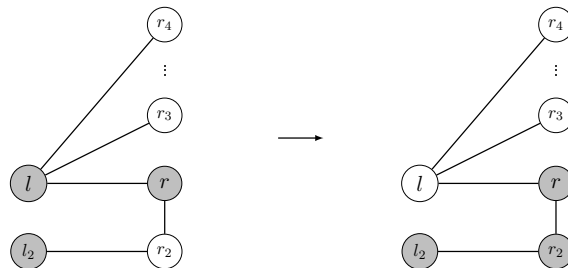 r₄ r₄
⋮ ⋮
r₃ r₃
l r l r
l₂ r₂ l₂ r₂